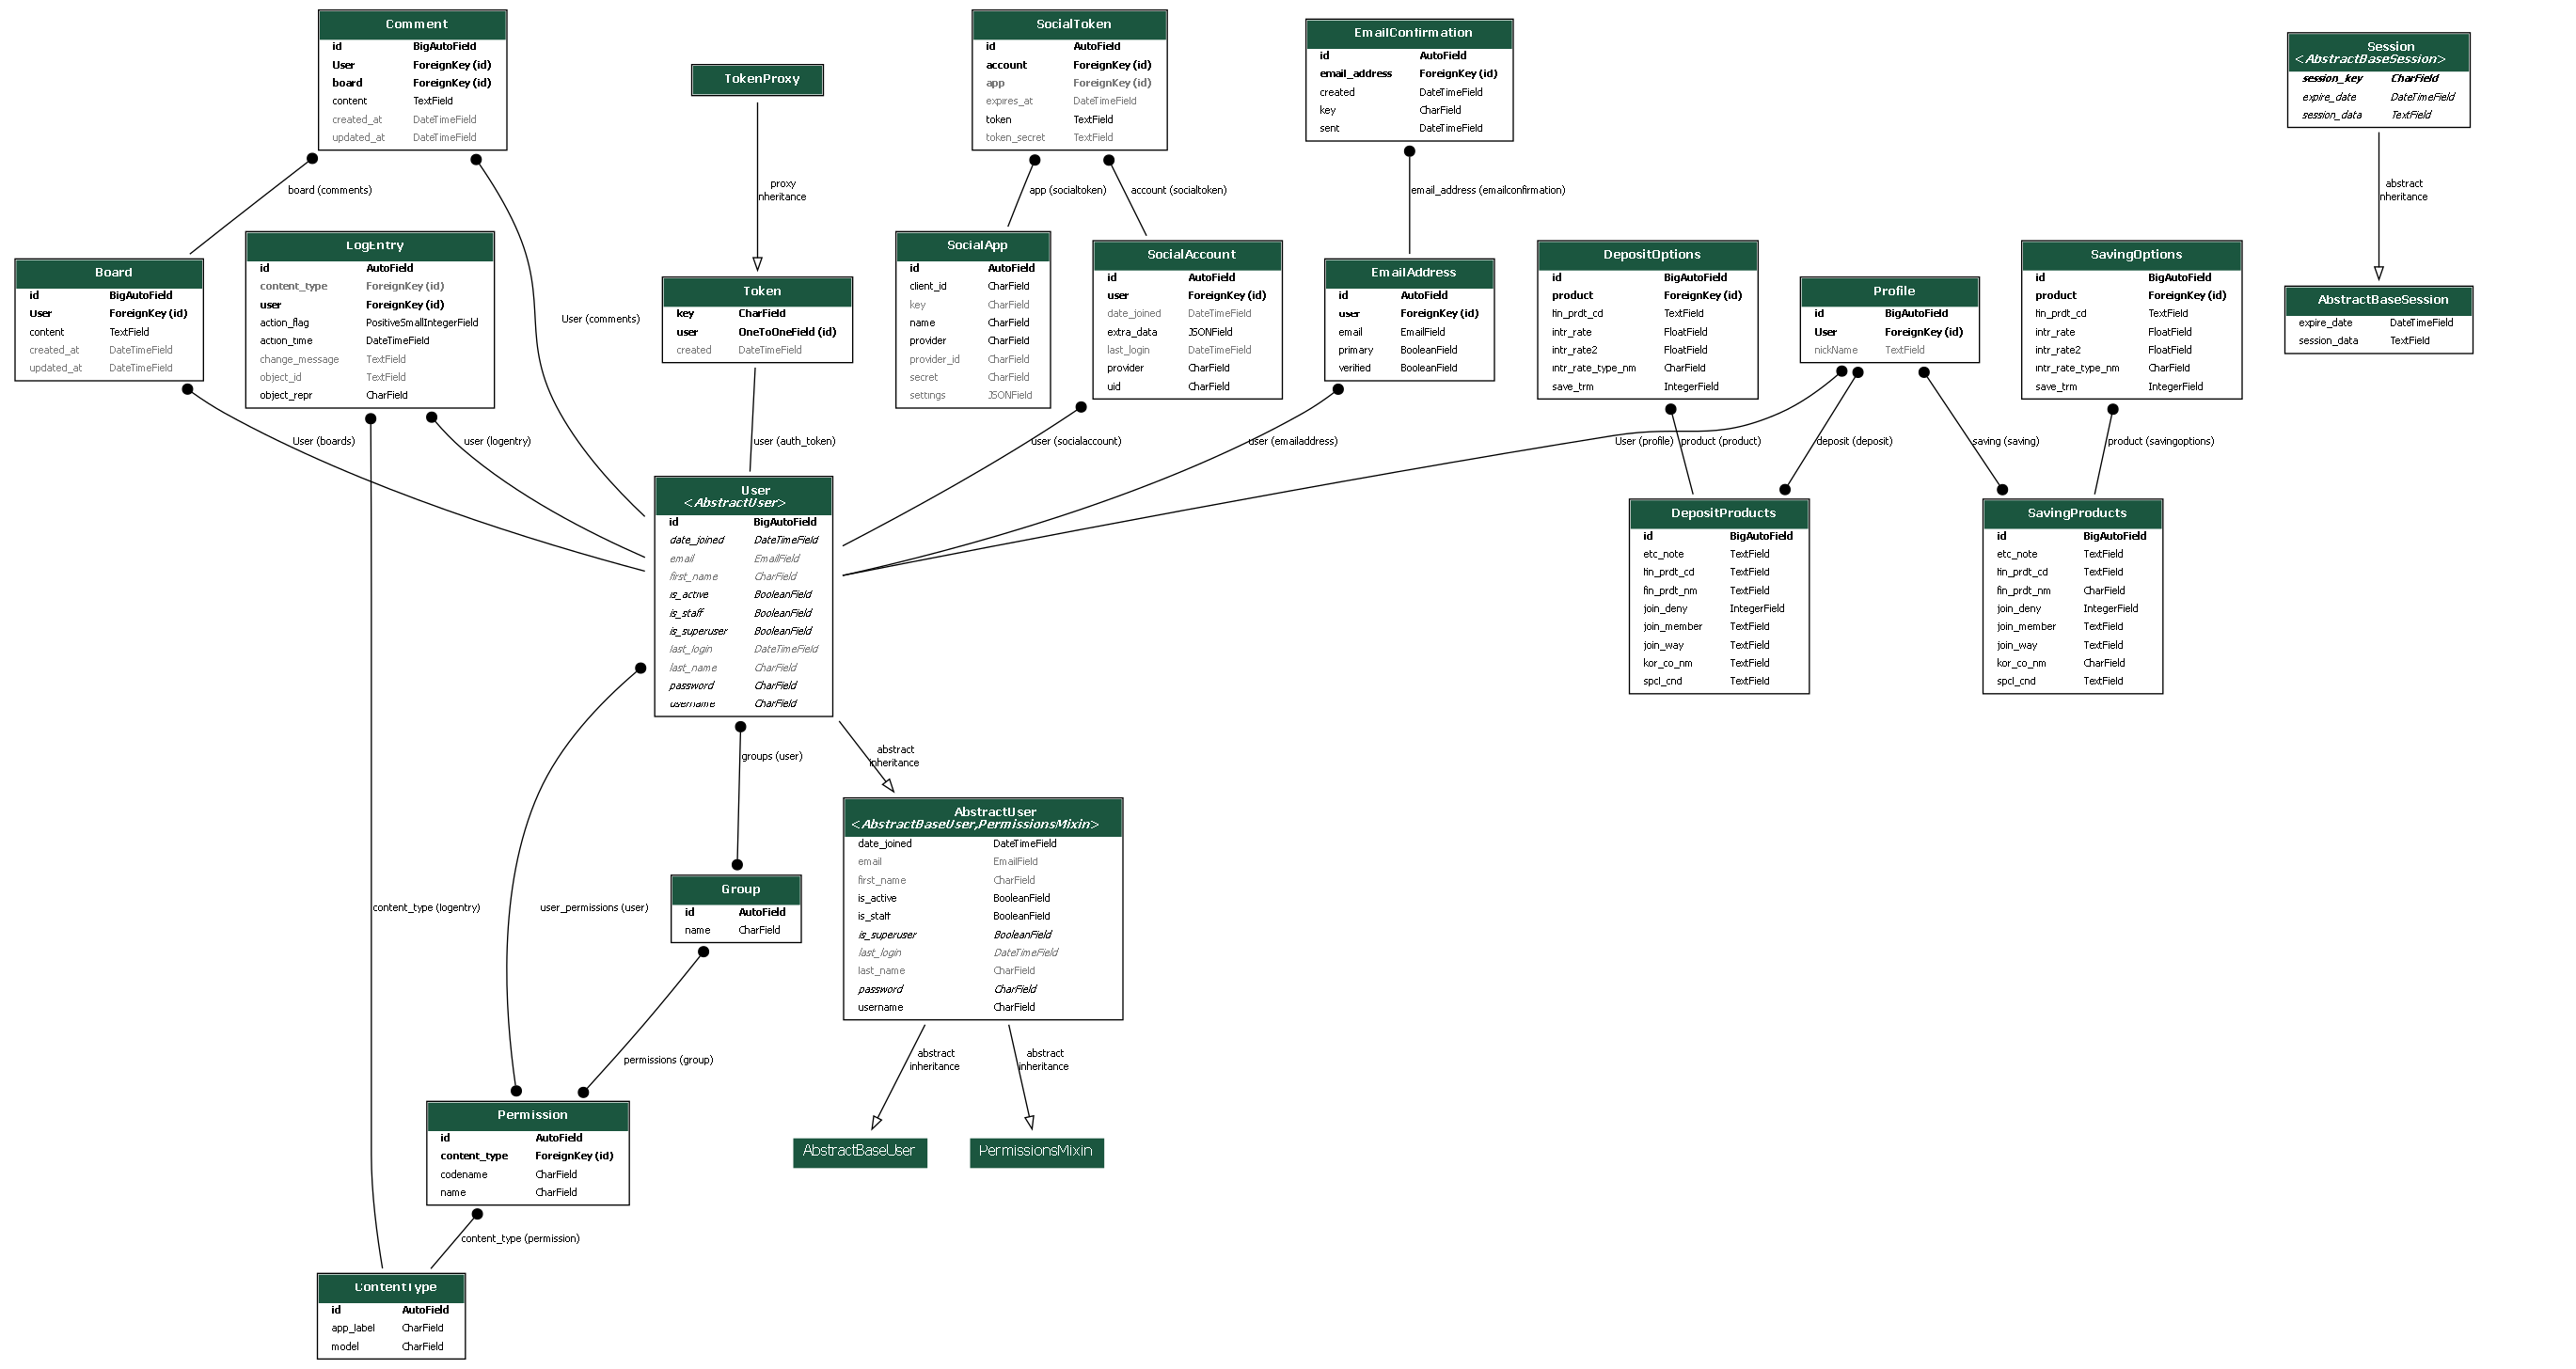 Comment
id BigAutoField
User ForeignKey (id)
board ForeignKey (id)
content TextField
created_at DateTimeField
updated_at DateTimeField
TokenProxy
SocialToken
id AutoField
account ForeignKey (id)
app ForeignKey (id)
expires_at DateTimeField
token TextField
token_secret TextField
EmailConfirmation
id AutoField
email_address ForeignKey (id)
created DateTimeField
key CharField
sent DateTimeField
Session
<AbstractBaseSession>
session_key CharField
expire_date DateTimeField
session_data TextField
board (comments)
proxy
inheritance
app (socialtoken)
account (socialtoken)
email_address (emailconfirmation)
abstract
inheritance
Board
id BigAutoField
User ForeignKey (id)
content TextField
created_at DateTimeField
updated_at DateTimeField
LogEntry
id AutoField
content_type ForeignKey (id)
user ForeignKey (id)
action_flag PositiveSmallIntegerField
action_time DateTimeField
change_message TextField
object_id TextField
object_repr CharField
User (comments)
Token
key CharField
user OneToOneField (id)
created DateTimeField
SocialApp
id AutoField
client_id CharField
key CharField
name CharField
provider CharField
provider_id CharField
secret CharField
settings JSONField
SocialAccount
id AutoField
user ForeignKey (id)
date_joined DateTimeField
extra_data JSONField
last_login DateTimeField
provider CharField
uid CharField
EmailAddress
id AutoField
user ForeignKey (id)
email EmailField
primary BooleanField
verified BooleanField
DepositOptions
id BigAutoField
product ForeignKey (id)
fin_prdt_cd TextField
intr_rate FloatField
intr_rate2 FloatField
intr_rate_type_nm CharField
save_trm IntegerField
Profile
id BigAutoField
User ForeignKey (id)
nickName TextField
SavingOptions
id BigAutoField
product ForeignKey (id)
fin_prdt_cd TextField
intr_rate FloatField
intr_rate2 FloatField
intr_rate_type_nm CharField
save_trm IntegerField
AbstractBaseSession
expire_date DateTimeField
session_data TextField
User (boards)
user (logentry)
user (auth_token)
user (socialaccount)
user (emailaddress)
User (profile)
product (product)
deposit (deposit)
saving (saving)
product (savingoptions)
User
<AbstractUser>
id BigAutoField
date_joined DateTimeField
email EmailField
first_name CharField
is_active BooleanField
is_staff BooleanField
is_superuser BooleanField
last_login DateTimeField
last_name CharField
password CharField
username CharField
DepositProducts
id BigAutoField
etc_note TextField
fin_prdt_cd TextField
fin_prdt_nm TextField
join_deny IntegerField
join_member TextField
join_way TextField
kor_co_nm TextField
spcl_cnd TextField
SavingProducts
id BigAutoField
etc_note TextField
fin_prdt_cd TextField
fin_prdt_nm CharField
join_deny IntegerField
join_member TextField
join_way TextField
kor_co_nm CharField
spcl_cnd TextField
groups (user)
abstract
inheritance
AbstractUser
<AbstractBaseUser,PermissionsMixin>
date_joined DateTimeField
email EmailField
first_name CharField
is_active BooleanField
is_staff BooleanField
is_superuser BooleanField
last_login DateTimeField
last_name CharField
password CharField
username CharField
content_type (logentry)
user_permissions (user)
Group
id AutoField
name CharField
permissions (group)
abstract
inheritance
abstract
inheritance
Permission
id AutoField
content_type ForeignKey (id)
codename CharField
name CharField
AbstractBaseUser
PermissionsMixin
content_type (permission)
ContentType
id AutoField
app_label CharField
model CharField